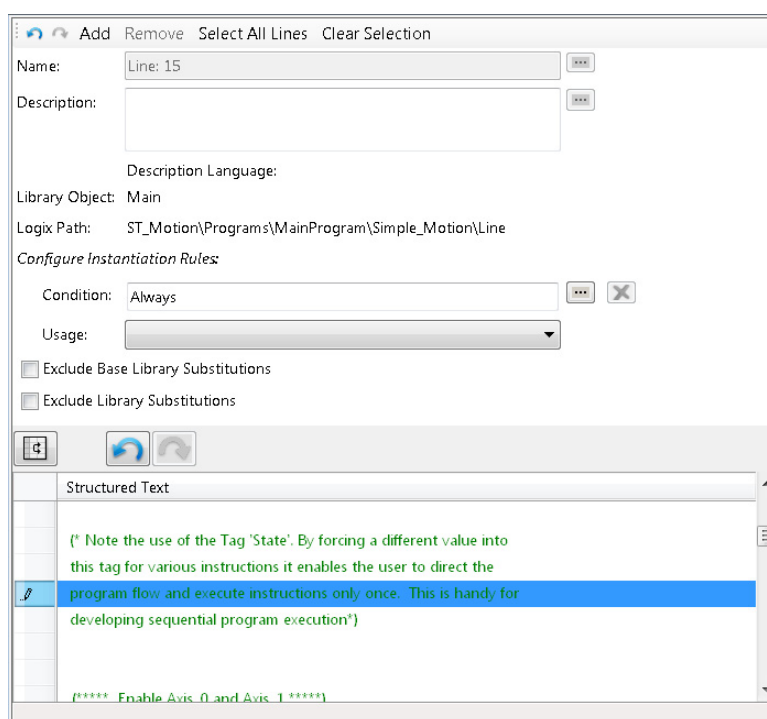 Add Remove Select All Lines Clear Selection
Name: Line: 15
Description:
Description Language:
Library Object: Main
Logix Path: ST_Motion\Programs\MainProgram\Simple_Motion\Line
Configure Instantiation Rules:
Condition: Always
Usage:
Exclude Base Library Substitutions
Exclude Library Substitutions
Structured Text
(* Note the use of the Tag 'State'. By forcing a different value into
this tag for various instructions it enables the user to direct the
program flow and execute instructions only once. This is handy for
developing sequential program execution*)
(***** Enable Axis_0 and Axis_1 *****)